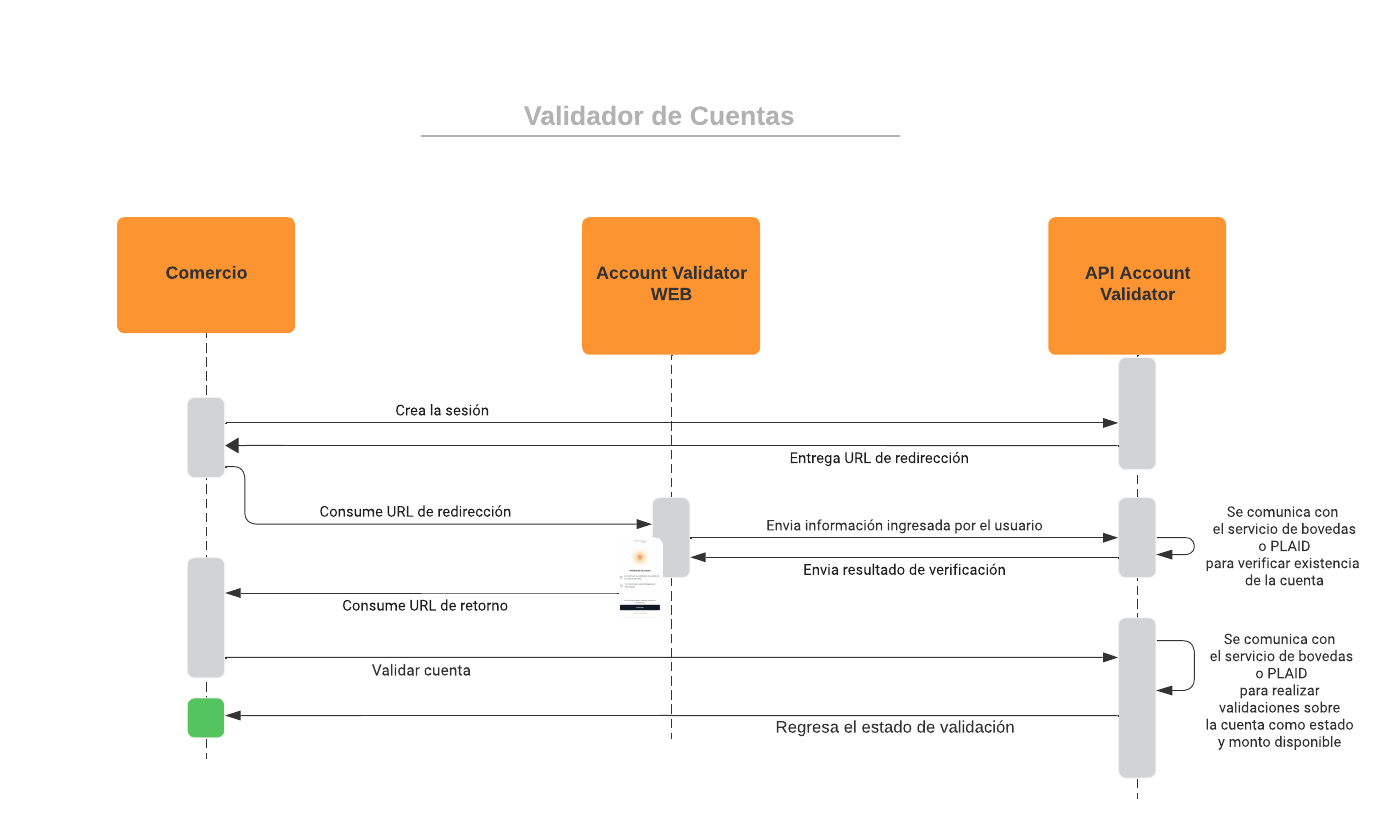 Validador de Cuentas
Comercio
Account Validator
WEB
API Account
Validator
Crea la sesión
Entrega URL de redirección
Consume URL de redirección
Envia información ingresada por el usuario
Se comunica con
el servicio de bovedas
o PLAID
para verificar existencia
de la cuenta
Envia resultado de verificación
Consume URL de retorno
Validar cuenta
Se comunica con
el servicio de bovedas
o PLAID
para realizar
validaciones sobre
la cuenta como estado
y monto disponible
Regresa el estado de validación